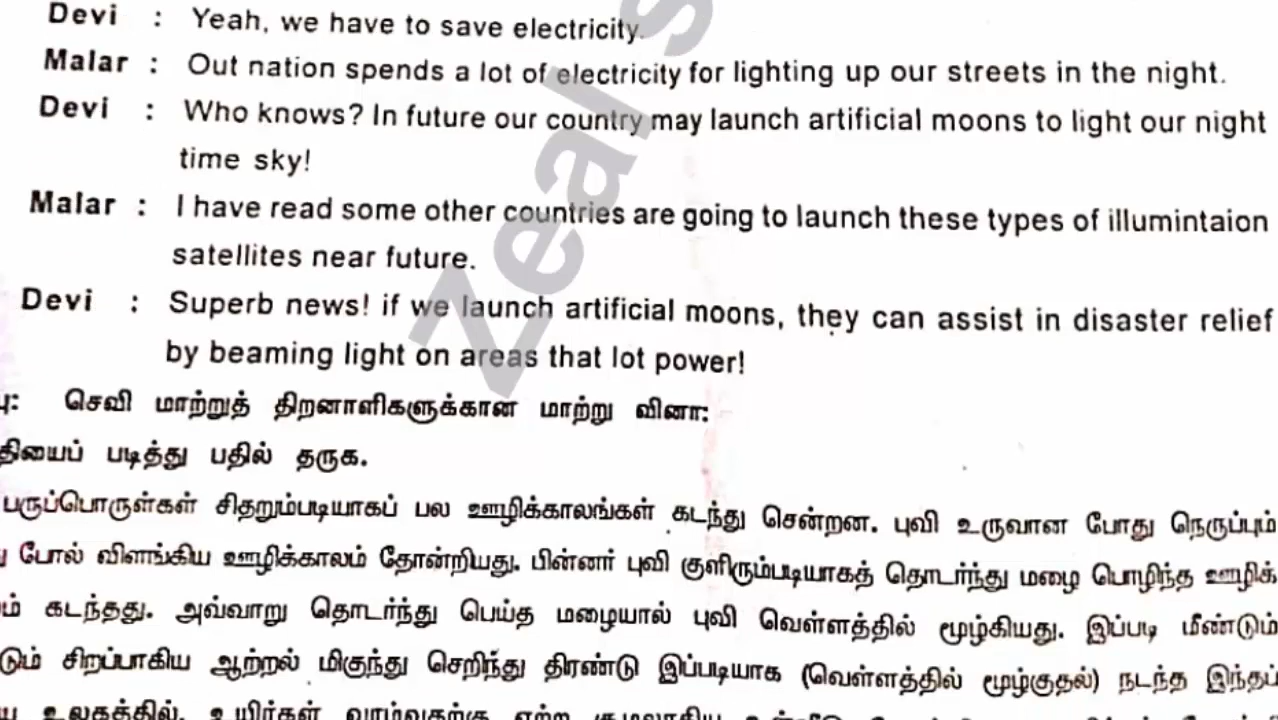 Devi : Yeah, we have to save electricity.
Malar : Out nation spends a lot of electricity for lighting up our streets in the night.
Devi : Who knows? In future our country may launch artificial moons to light our night
time sky!
Malar : I have read some other countries are going to launch these types of illumintaion
satellites near future.
Devi : Superb news! if we launch artificial moons, they can assist in disaster relief
by beaming light on areas that lot power!
செவி மாற்றுத் திறனாளிகளுக்கான மாற்று வினா:
படித்து பதில் தருக.
பருப்பொருள்கள் சிதறும்படியாகப் பல ஊழிக்காலங்கள் கடந்து சென்றன. புவி உருவான போது நெருப்பும்
போல் விளங்கிய ஊழிக்காலம் தோன்றியது. பின்னர் புவி குளிரும்படியாகத் தொடர்ந்து மழை பொழிந்த ஊழிக்
கடந்தது. அவ்வாறு தொடர்ந்து பெய்த மழையால் புவி வெள்ளத்தில் மூழ்கியது. இப்படி மீண்டும்
சிறப்பாகிய ஆற்றல் மிகுந்து செறிந்து திரண்டு இப்படியாக (வெள்ளத்தில் மூழ்குதல்) நடந்த இந்தப்
உலகத்தில், உயிர்கள் வாழ்வதற்கு ஏற்ற
Zeal